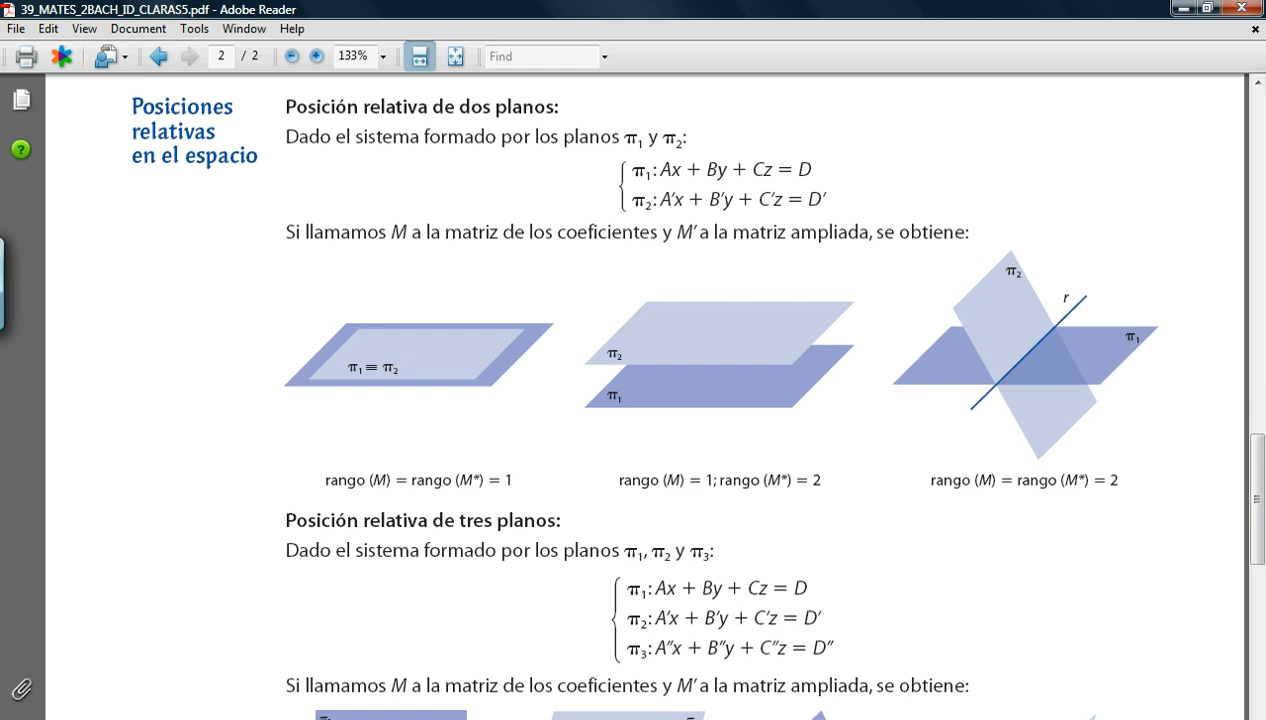 39_MATES_2BACH_ID_CLARAS5.pdf - Adobe Reader
File Edit View Document Tools Window Help
2 / 2 133% Find
Posiciones
relativas
en el espacio
Posición relativa de dos planos:
Dado el sistema formado por los planos π₁ y π₂:
π₁: Ax + By + Cz = D
π₂: A′x + B′y + C′z = D′
Si llamamos M a la matriz de los coeficientes y M′ a la matriz ampliada, se obtiene:
π₁ ≡ π₂
π₂
π₁
π₂
r
π₁
rango (M) = rango (M*) = 1
rango (M) = 1; rango (M*) = 2
rango (M) = rango (M*) = 2
Posición relativa de tres planos:
Dado el sistema formado por los planos π₁, π₂ y π₃:
π₁: Ax + By + Cz = D
π₂: A′x + B′y + C′z = D′
π₃: A″x + B″y + C″z = D″
Si llamamos M a la matriz de los coeficientes y M′ a la matriz ampliada, se obtiene: